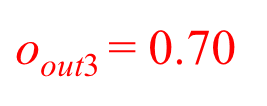 o_out3 = 0.70